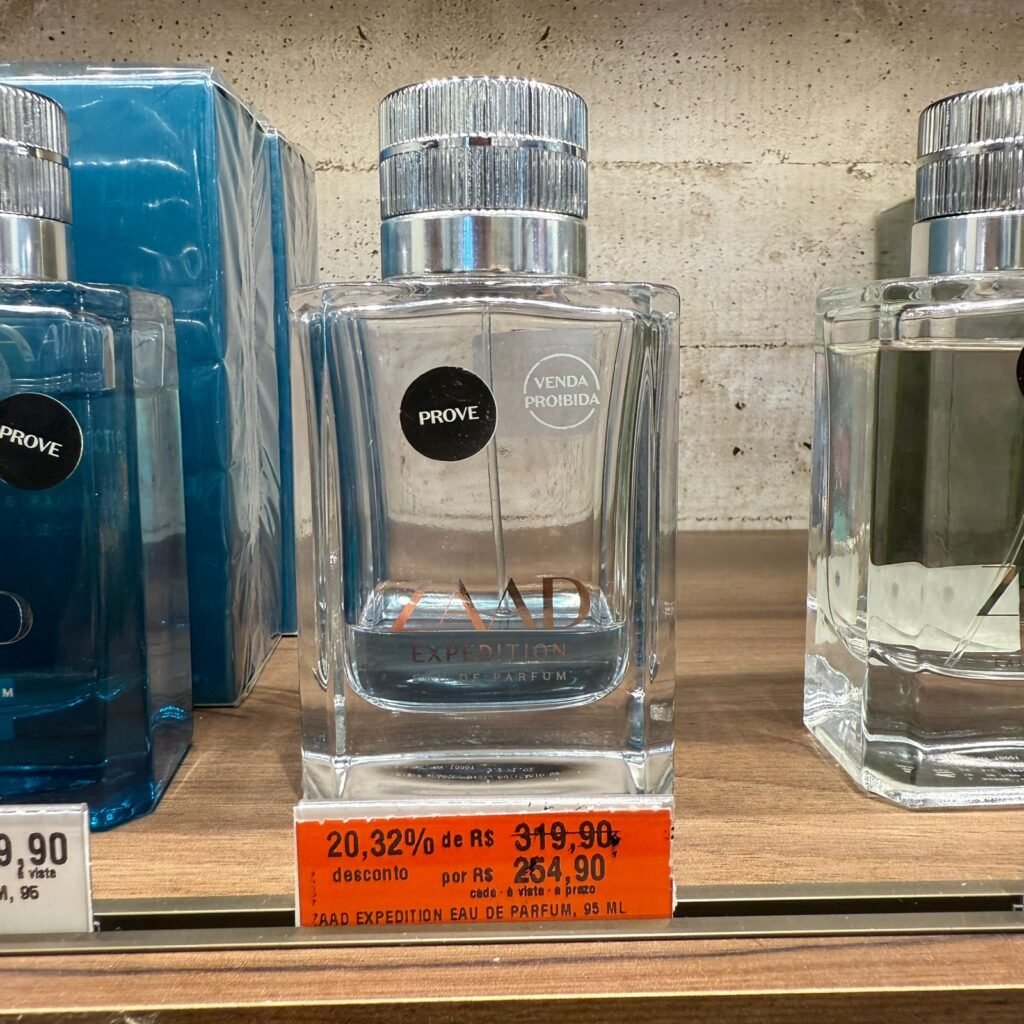 PROVE
PROVE
VENDA
PROIBIDA
ZAAD
EXPEDITION
EAU DE PARFUM
D
M
9,90
à vista
M, 95
20,32% de R$ 319,90
desconto por R$ 254,90
cada - à vista - a prazo
ZAAD EXPEDITION EAU DE PARFUM, 95 ML